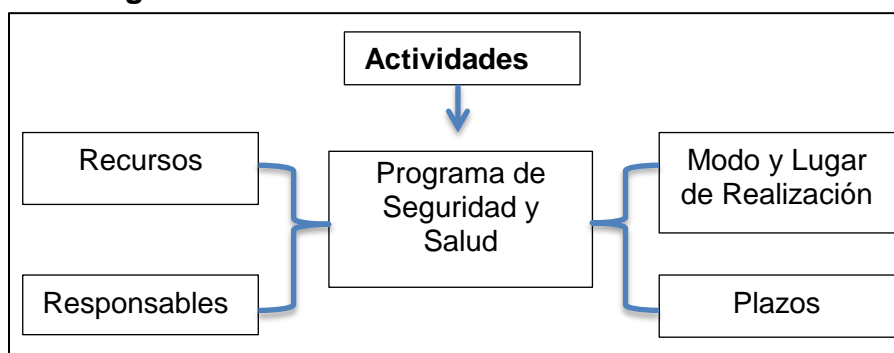 Actividades
Recursos
Programa de
Seguridad y
Salud
Modo y Lugar
de Realización
Responsables
Plazos